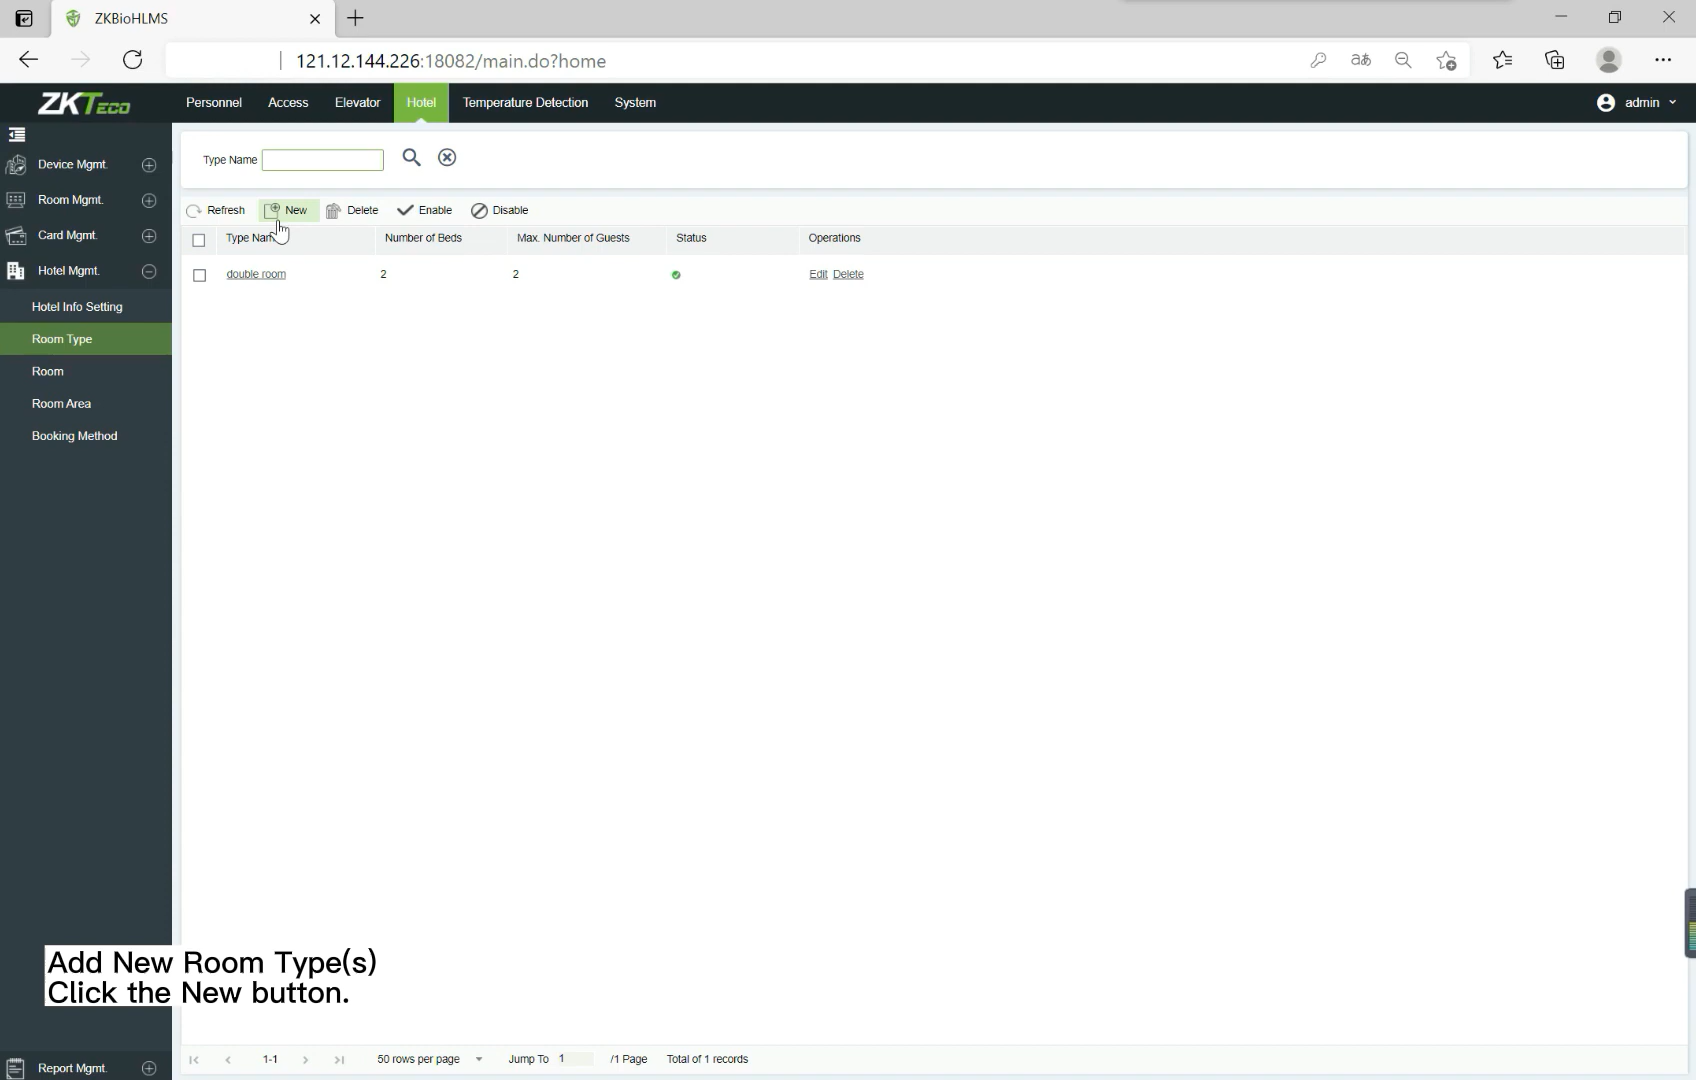 ZKBioHLMS
121.12.144.226:18082/main.do?home
aあ
ZKTeco
Personnel Access Elevator Hotel Temperature Detection System
admin
Device Mgmt.
Room Mgmt.
Card Mgmt.
Hotel Mgmt.
Hotel Info Setting
Room Type
Room
Room Area
Booking Method
Report Mgmt.
Type Name
Refresh New Delete Enable Disable
Number of Beds Max. Number of Guests Status Operations
double room 2 2 Edit Delete
Add New Room Type(s)
Click the New button.
1-1 50 rows per page Jump To 1 /1 Page Total of 1 records